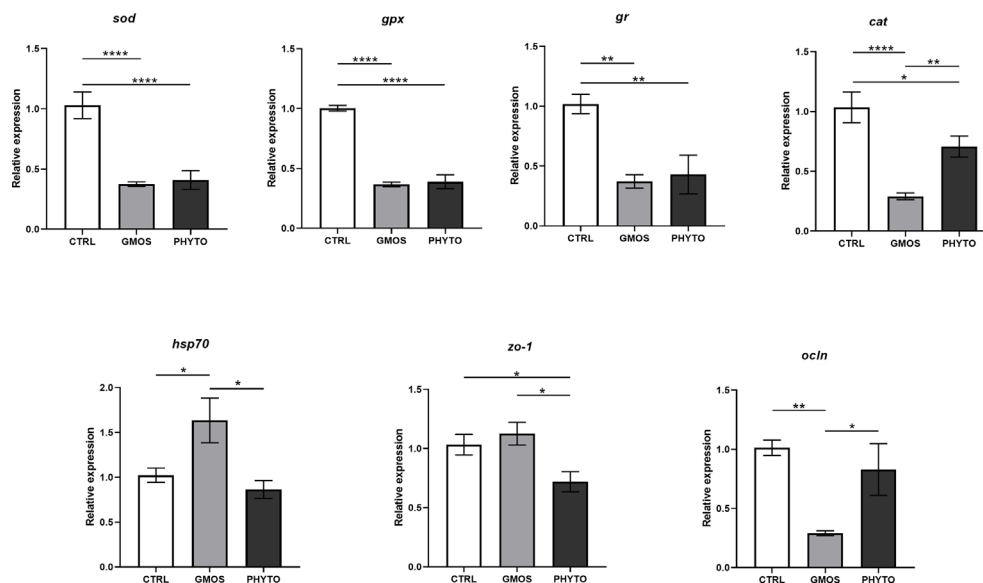 sod
1.5
1.0
0.5
0.0
Relative expression
****
****
CTRL GMOS PHYTO
gpx
1.5
1.0
0.5
0.0
Relative expression
****
****
CTRL GMOS PHYTO
gr
1.5
1.0
0.5
0.0
Relative expression
**
**
CTRL GMOS PHYTO
cat
1.5
1.0
0.5
0.0
Relative expression
****
**
*
CTRL GMOS PHYTO
hsp70
2.0
1.5
1.0
0.5
0.0
Relative expression
*
*
CTRL GMOS PHYTO
zo-1
1.5
1.0
0.5
0.0
Relative expression
*
*
CTRL GMOS PHYTO
ocln
1.5
1.0
0.5
0.0
Relative expression
**
*
CTRL GMOS PHYTO